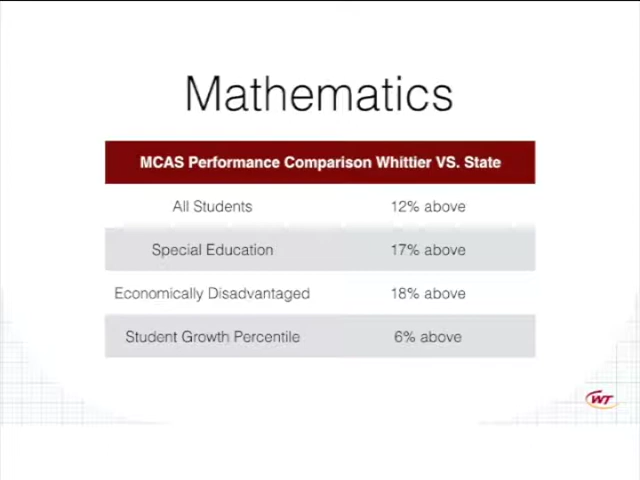 Mathematics
MCAS Performance Comparison Whittier VS. State
All Students 12% above
Special Education 17% above
Economically Disadvantaged 18% above
Student Growth Percentile 6% above
WT